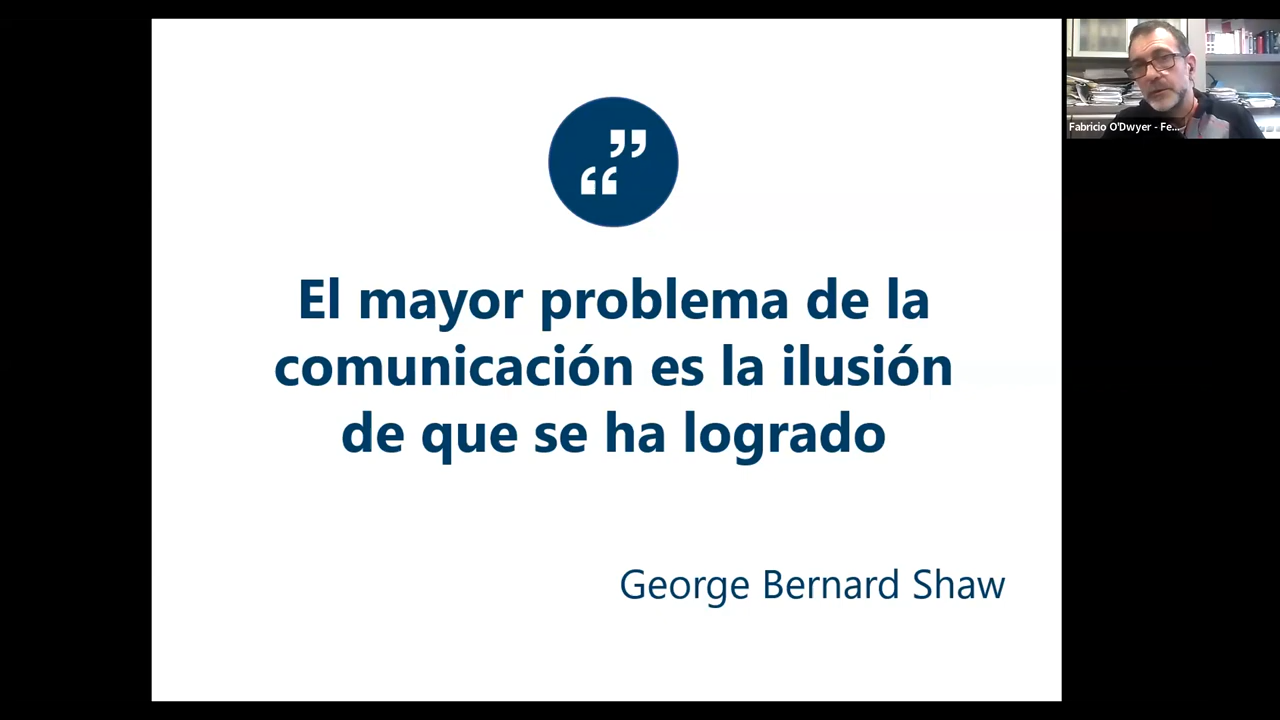 El mayor problema de la
comunicación es la ilusión
de que se ha logrado
George Bernard Shaw
Fabricio O'Dwyer - Fe...